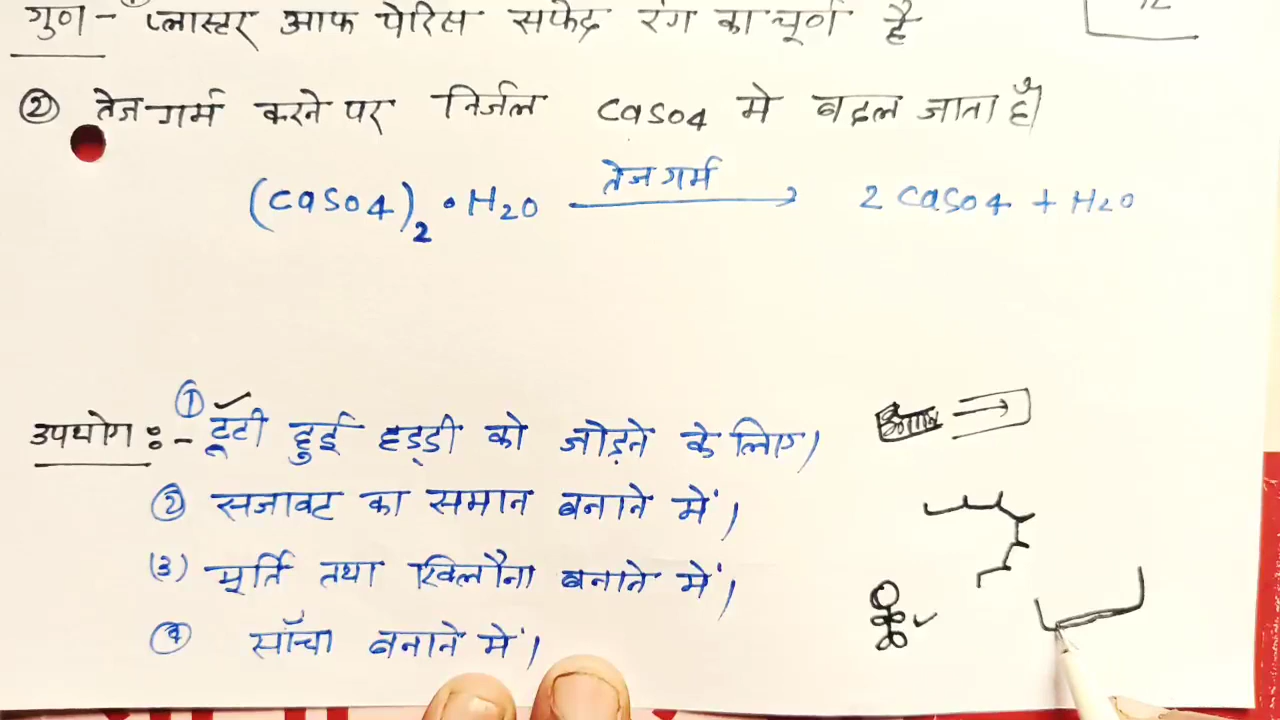 गुण - प्लास्टर आफ पेरिस सफेद रंग का चूर्ण है
② तेज गर्म करने पर निर्जल CaSO4 मे बदल जाता है।
(CaSO4)2 • H2O तेज गर्म → 2 CaSO4 + H2O
उपयोग :- ① टूटी हुई हड्डी को जोड़ने के लिए।
② सजावट का समान बनाने में।
(3) मूर्ति तथा खिलौना बनाने में।
④ साँचा बनाने में।